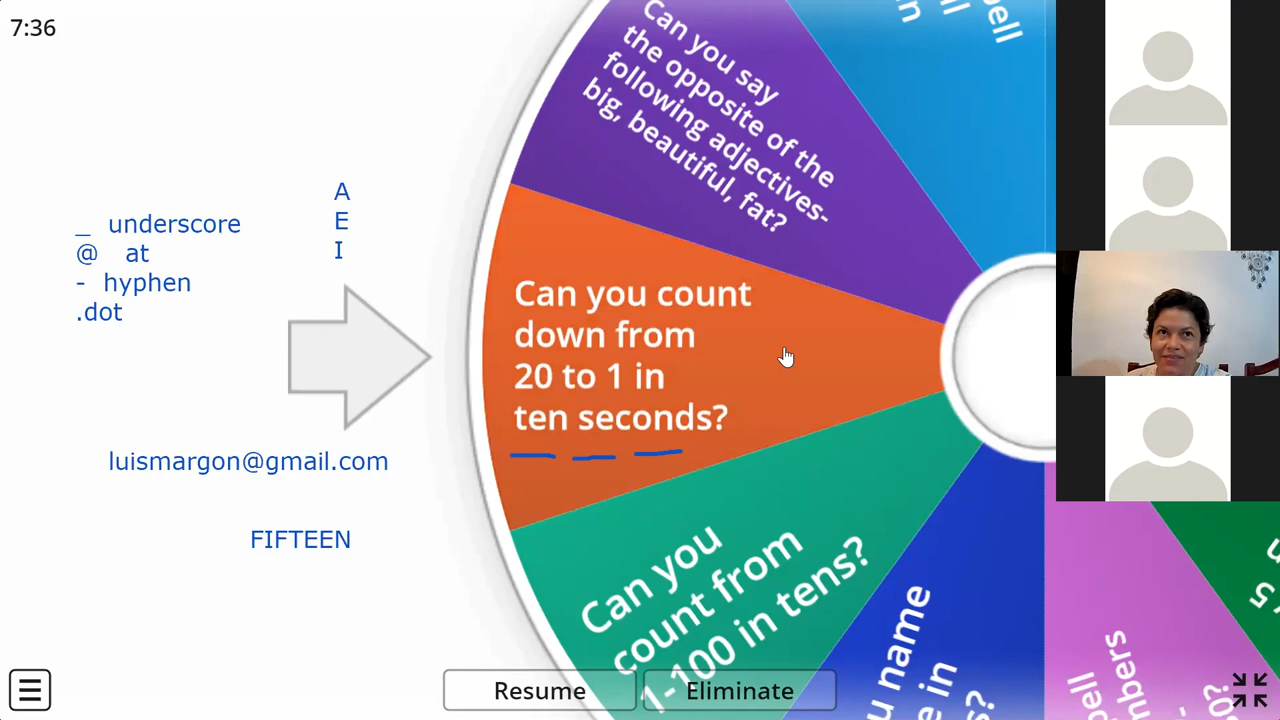 7:36
_ underscore
@ at
- hyphen
.dot
A
E
I
luismargon@gmail.com
FIFTEEN
Can you say
the opposite of the
following adjectives-
big, beautiful, fat?
Can you count
down from
20 to 1 in
ten seconds?
Can you
count from
1-100 in tens?
name
in
Resume
Eliminate